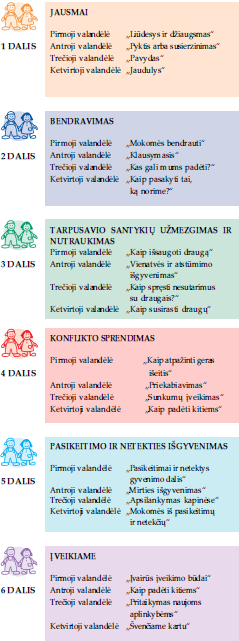 JAUSMAI
1 DALIS
Pirmoji valandėlė „Liūdesys ir džiaugsmas“
Antroji valandėlė „Pyktis arba susierzinimas“
Trečioji valandėlė „Pavydas“
Ketvirtoji valandėlė „Jaudulys“
BENDRAVIMAS
2 DALIS
Pirmoji valandėlė „Mokomės bendrauti“
Antroji valandėlė „Klausymasis“
Trečioji valandėlė „Kas gali mums padėti?“
Ketvirtoji valandėlė „Kaip pasakyti tai,
ką norime?“
TARPUSAVIO SANTYKIŲ UŽMEZGIMAS IR
NUTRAUKIMAS
3 DALIS
Pirmoji valandėlė „Kaip išsaugoti draugą“
Antroji valandėlė „Vienatvės ir atstūmimo
išgyvenimas“
Trečioji valandėlė „Kaip spręsti nesutarimus
su draugais?“
Ketvirtoji valandėlė „Kaip susirasti draugų“
KONFLIKTO SPRENDIMAS
4 DALIS
Pirmoji valandėlė „Kaip atpažinti geras
išeitis“
Antroji valandėlė „Priekabiavimas“
Trečioji valandėlė „Sunkumų įveikimas“
Ketvirtoji valandėlė „Kaip padėti kitiems“
PASIKEITIMO IR NETEKTIES IŠGYVENIMAS
5 DALIS
Pirmoji valandėlė „Pasikeitimai ir netektys
gyvenimo dalis“
Antroji valandėlė „Mirties išgyvenimas“
Trečioji valandėlė „Apsilankymas kapinėse“
Ketvirtoji valandėlė „Mokomės iš pasikeitimų
ir netekčių“
ĮVEIKIAME
6 DALIS
Pirmoji valandėlė „Įvairūs įveikimo būdai“
Antroji valandėlė „Kaip padėti kitiems“
Trečioji valandėlė „Pritaikymas naujoms
aplinkybėms“
Ketvirtoji valandėlė „Švenčiame kartu“